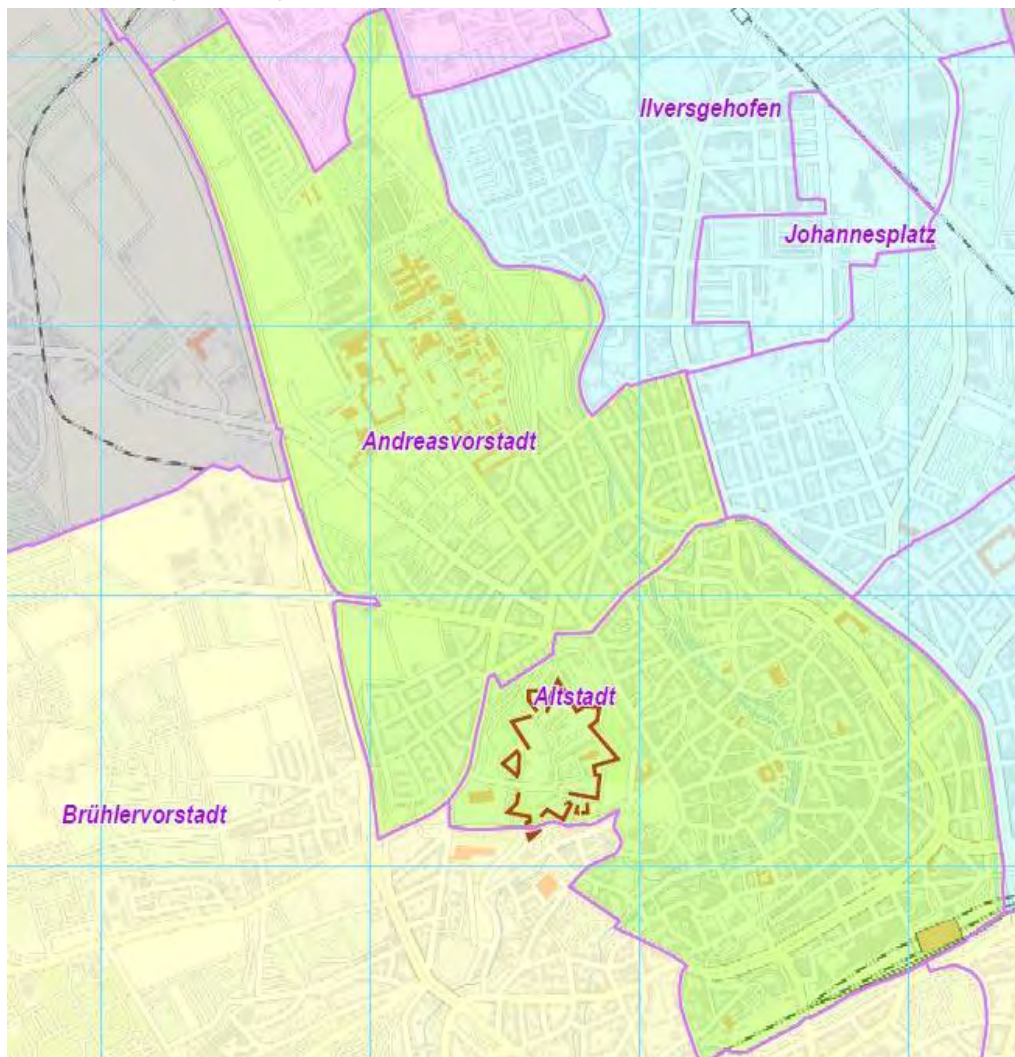 Ilversgehofen
Johannesplatz
Andreasvorstadt
Altstadt
Brühlervorstadt